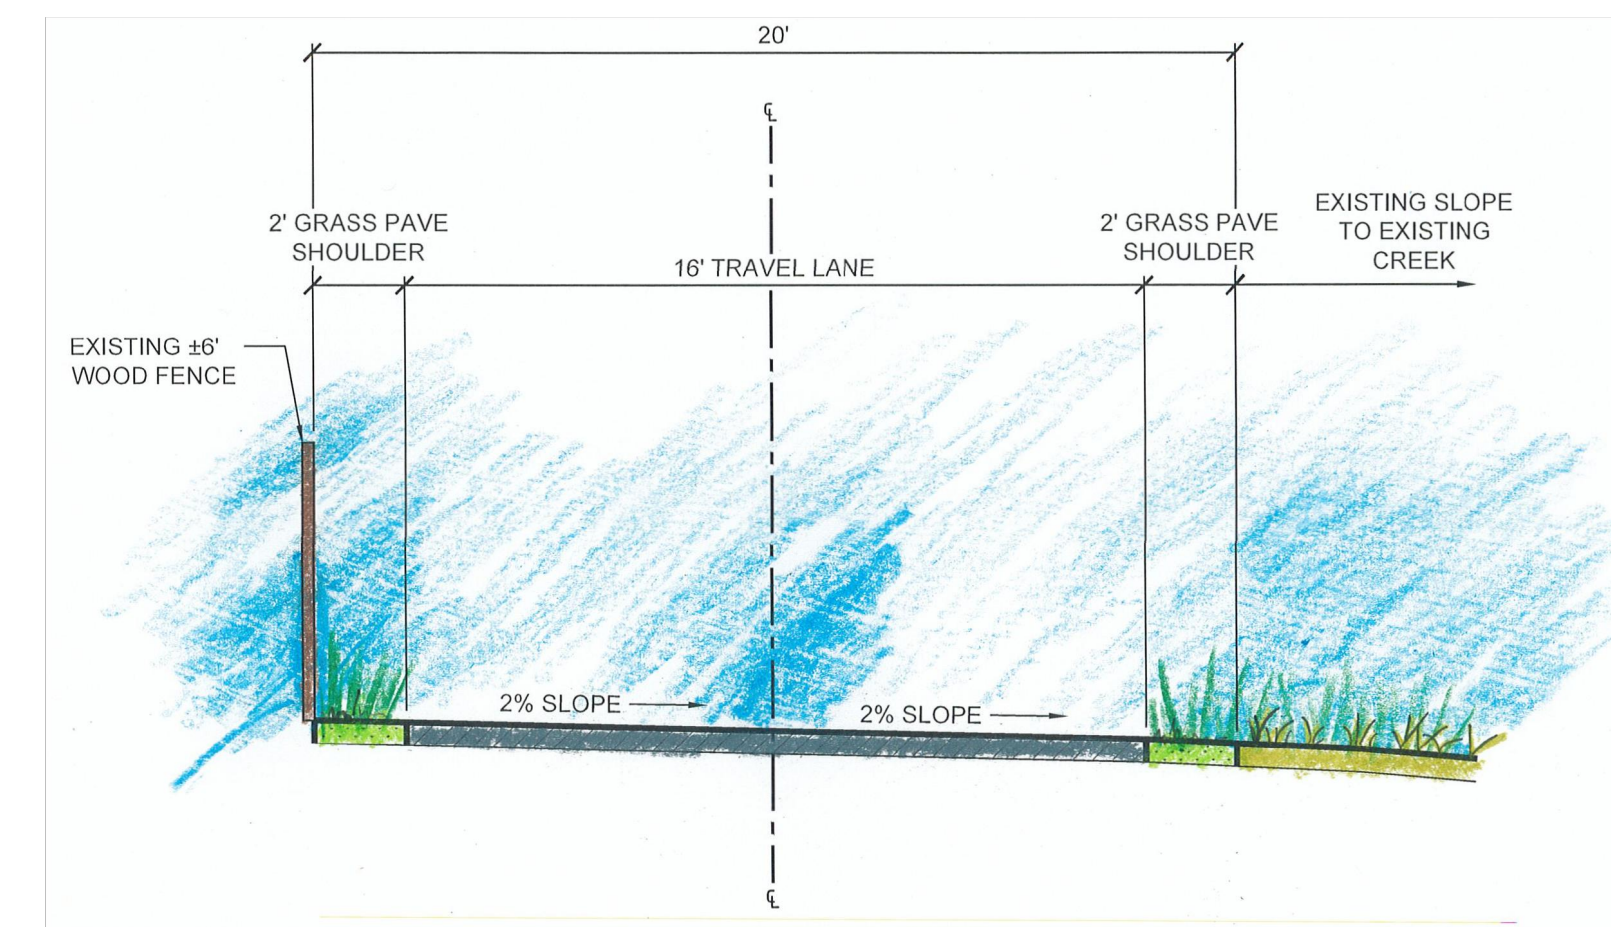 20'
℄
2' GRASS PAVE
SHOULDER
16' TRAVEL LANE
2' GRASS PAVE
SHOULDER
EXISTING SLOPE
TO EXISTING
CREEK
EXISTING ±6'
WOOD FENCE
2% SLOPE
2% SLOPE
℄